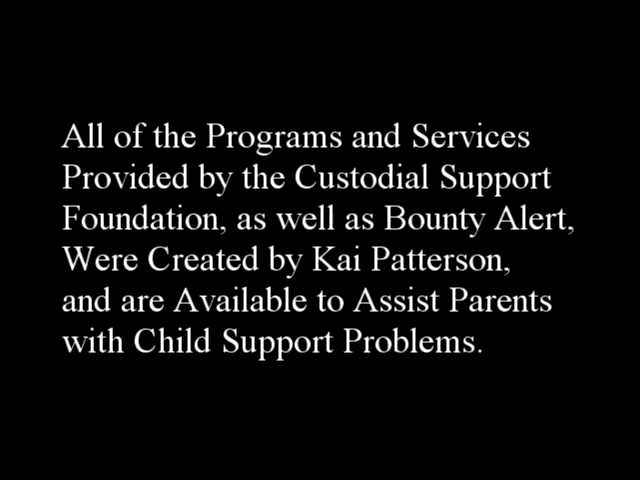 All of the Programs and Services
Provided by the Custodial Support
Foundation, as well as Bounty Alert,
Were Created by Kai Patterson,
and are Available to Assist Parents
with Child Support Problems.